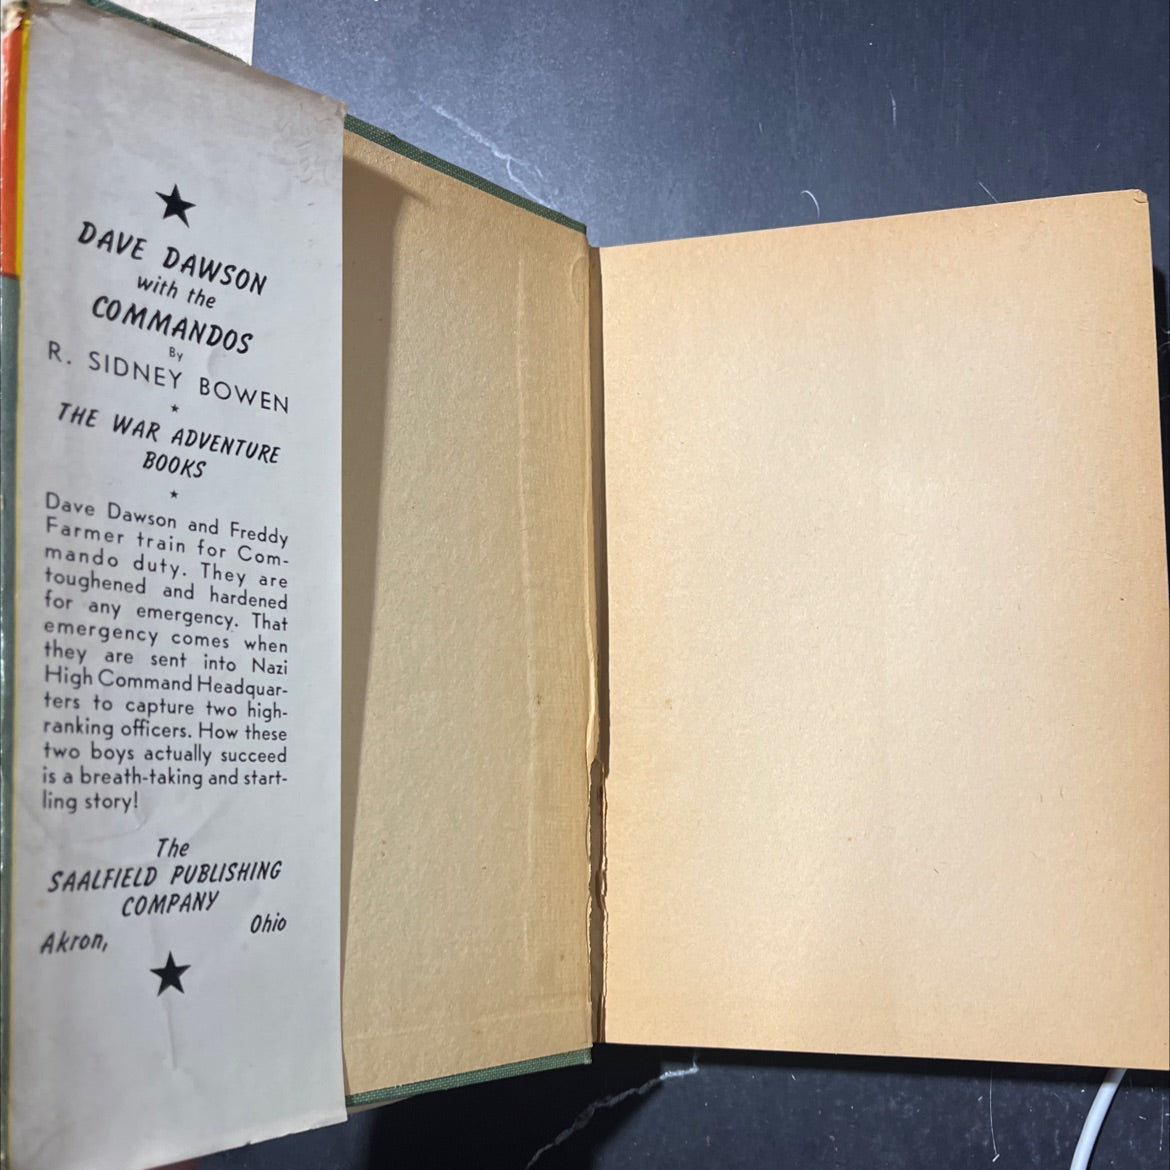 ★
DAVE DAWSON
with the
COMMANDOS
By
R. SIDNEY BOWEN
★
THE WAR ADVENTURE
BOOKS
★
Dave Dawson and Freddy
Farmer train for Com-
mando duty. They are
toughened and hardened
for any emergency. That
emergency comes when
they are sent into Nazi
High Command Headquar-
ters to capture two high-
ranking officers. How these
two boys actually succeed
is a breath-taking and start-
ling story!
The
SAALFIELD PUBLISHING
COMPANY
Akron, Ohio
★